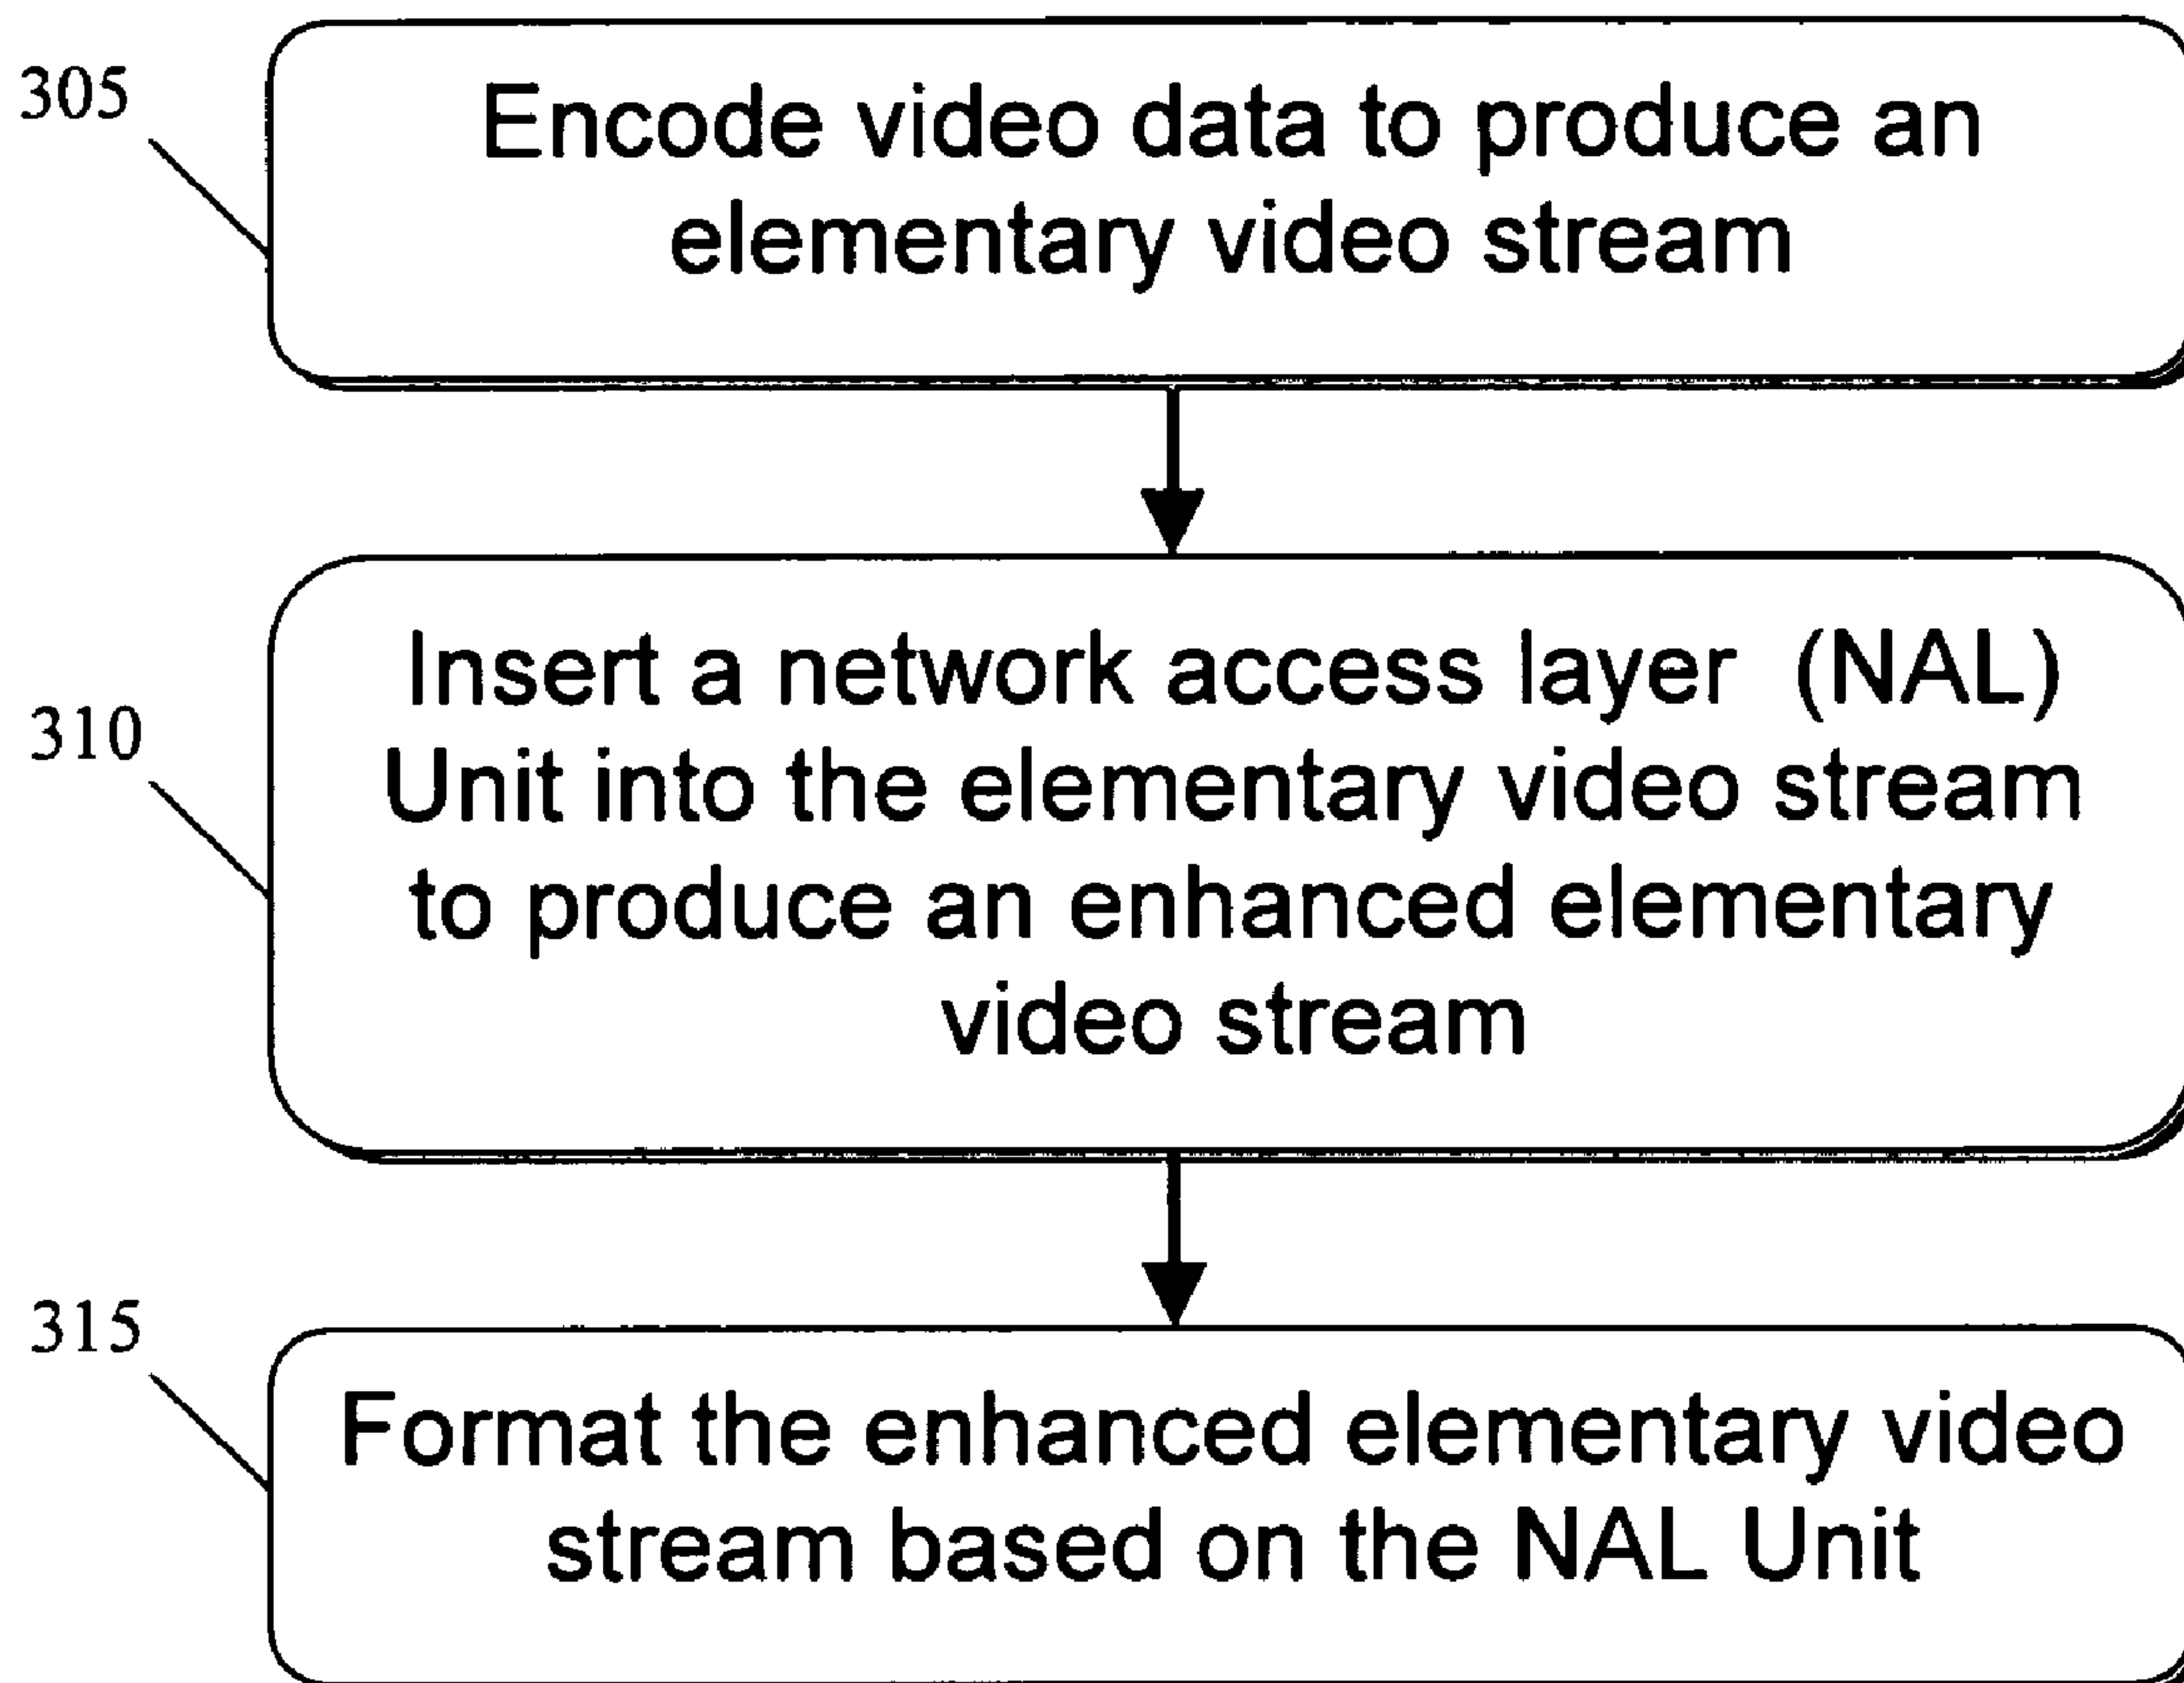 305
Encode video data to produce an
elementary video stream
310
Insert a network access layer (NAL)
Unit into the elementary video stream
to produce an enhanced elementary
video stream
315
Format the enhanced elementary video
stream based on the NAL Unit